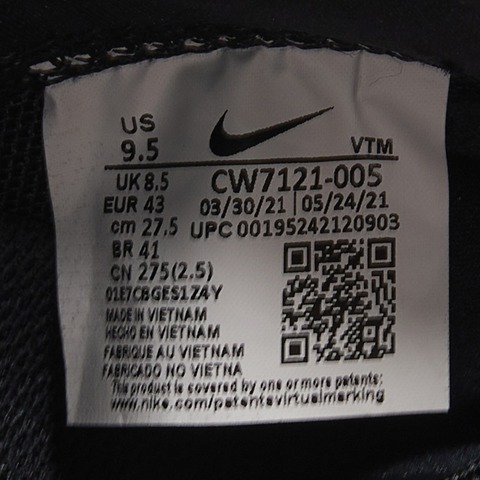 US
9.5
VTM
UK 8.5
CW7121-005
EUR 43
03/30/21 | 05/24/21
cm 27.5
UPC 00195242120903
BR 41
CN 275(2.5)
01E7CBGES1Z4Y
MADE IN VIETNAM
HECHO EN VIETNAM
FABRIQUE AU VIETNAM
FABRICADO NO VIETNA
This product is covered by one or more patents:
www.nike.com/patentsvirtualmarking